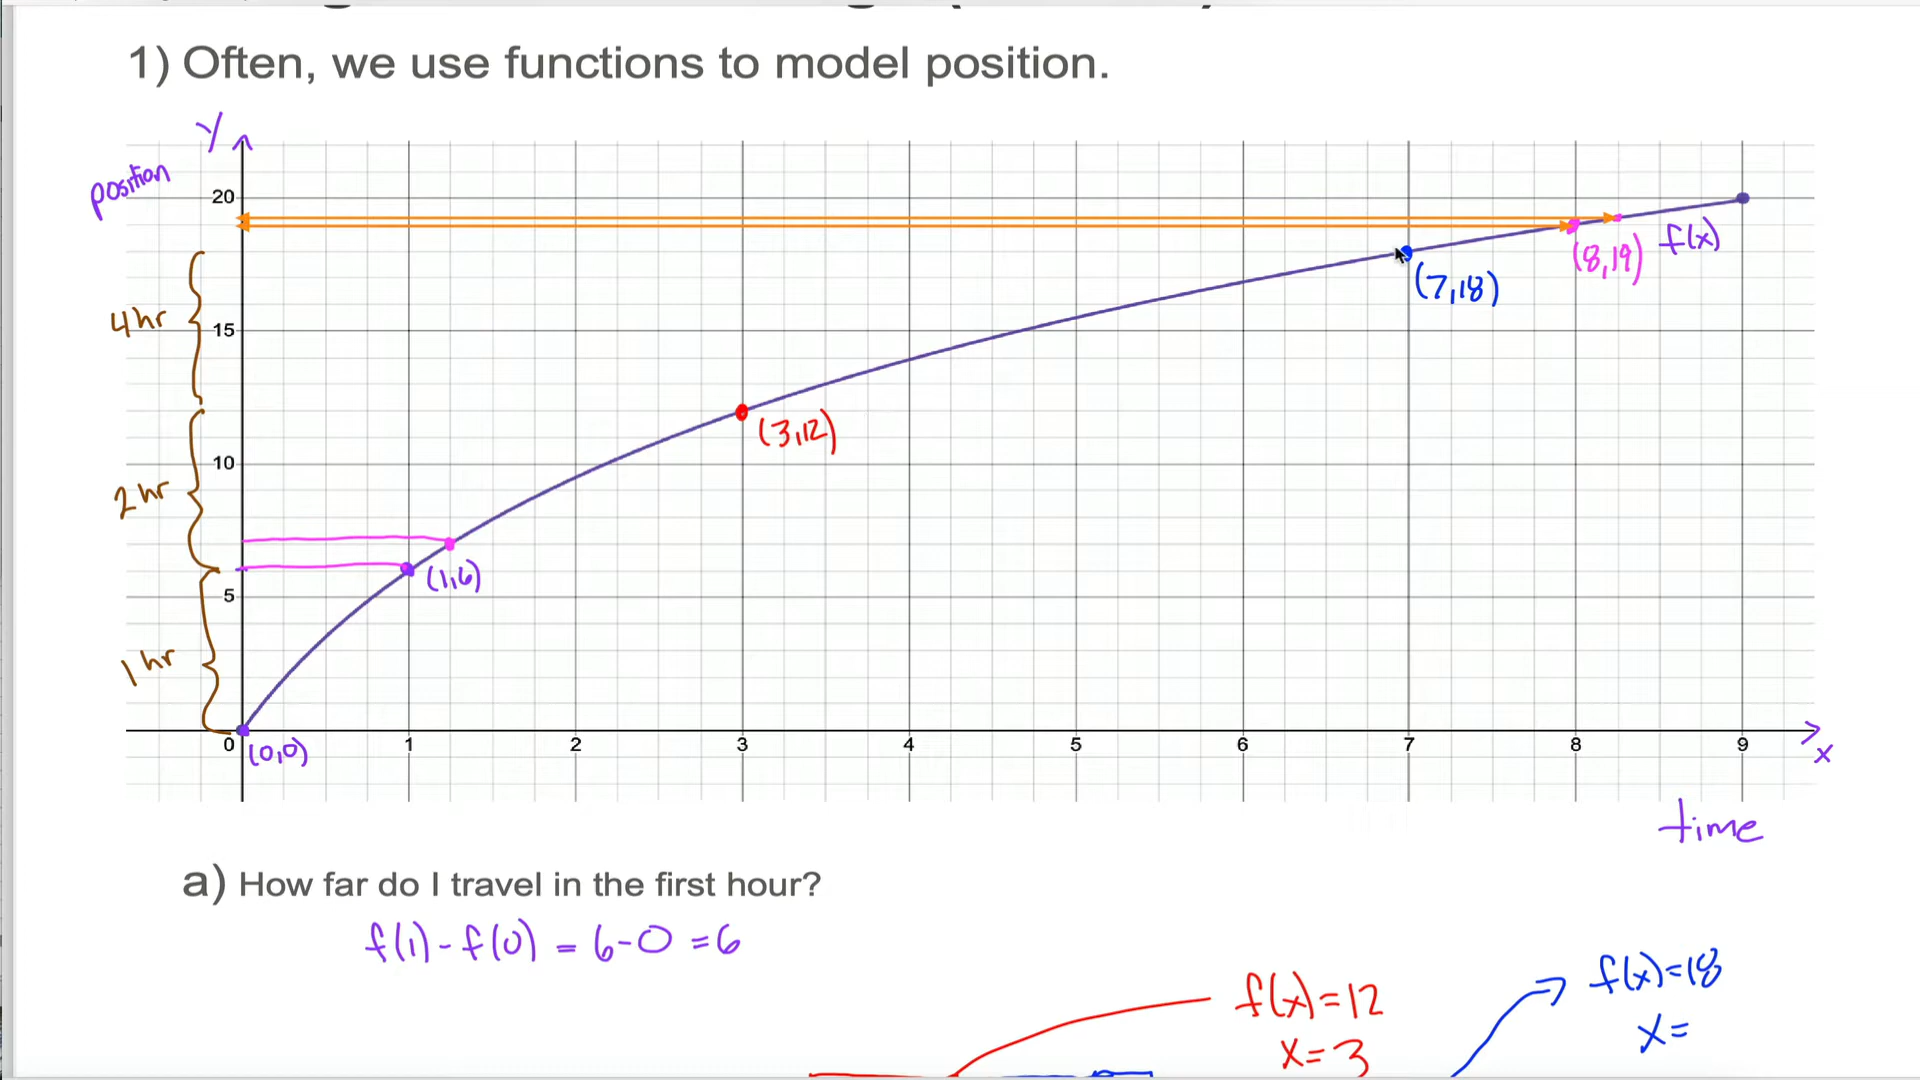 1) Often, we use functions to model position.
y
position
20
f(x)
(8,19)
(7,18)
4hr
15
(3,12)
10
2hr
(1,6)
5
1hr
0 1 2 3 4 5 6 7 8 9
(0,0)
x
time
a) How far do I travel in the first hour?
f(1)-f(0) = 6-0 =6
f(x)=12
x=3
f(x)=18
x=